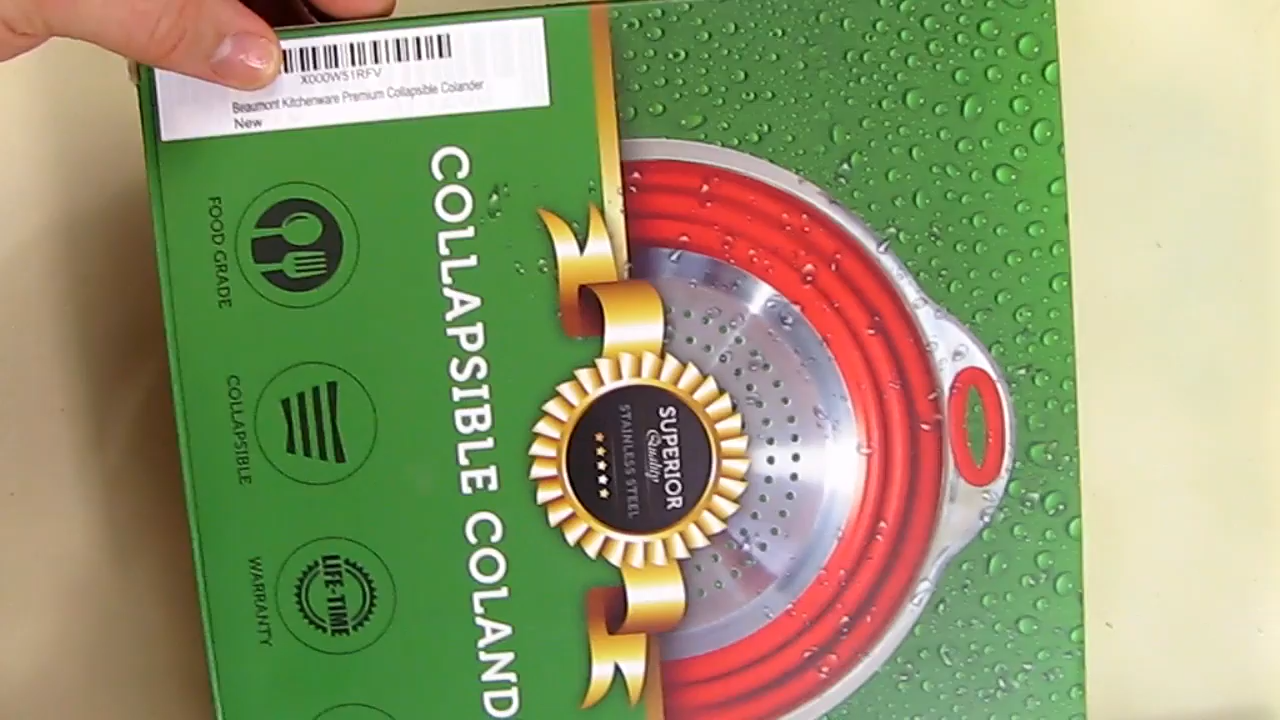 X000W51RFV
Beaumont Kitchenware Premium Collapsible Colander
New
SUPERIOR
Quality
STAINLESS STEEL
COLLAPSIBLE COLAND
FOOD GRADE
COLLAPSIBLE
LIFE-TIME
WARRANTY